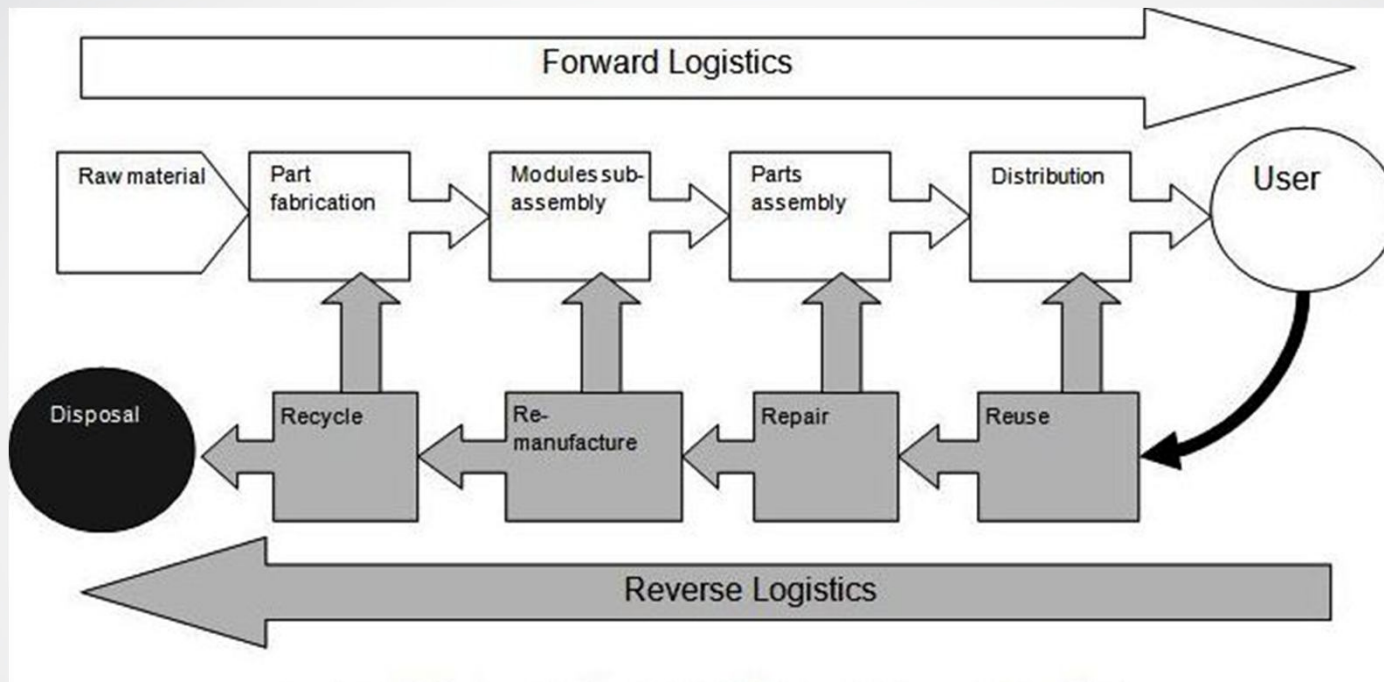 Forward Logistics
Raw material
Part
fabrication
Modules sub-
assembly
Parts
assembly
Distribution
User
Disposal
Recycle
Re-
manufacture
Repair
Reuse
Reverse Logistics